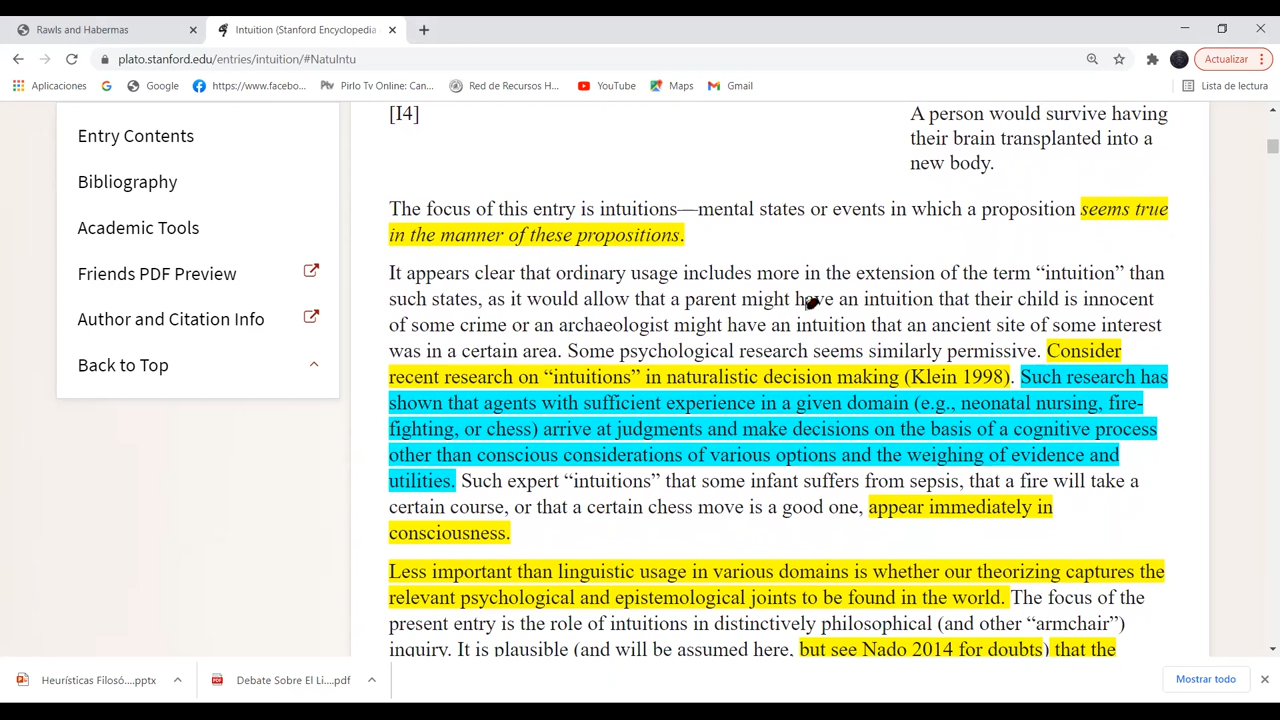 Rawls and Habermas
Intuition (Stanford Encyclopedia
plato.stanford.edu/entries/intuition/#NatuIntu
Actualizar
Aplicaciones
Google
https://www.facebo...
Pirlo Tv Online: Can...
Red de Recursos H...
YouTube
Maps
Gmail
Lista de lectura
Entry Contents
Bibliography
Academic Tools
Friends PDF Preview
Author and Citation Info
Back to Top
[I4]
A person would survive having
their brain transplanted into a
new body.
The focus of this entry is intuitions—mental states or events in which a proposition seems true
in the manner of these propositions.
It appears clear that ordinary usage includes more in the extension of the term “intuition” than
such states, as it would allow that a parent might have an intuition that their child is innocent
of some crime or an archaeologist might have an intuition that an ancient site of some interest
was in a certain area. Some psychological research seems similarly permissive. Consider
recent research on “intuitions” in naturalistic decision making (Klein 1998). Such research has
shown that agents with sufficient experience in a given domain (e.g., neonatal nursing, fire-
fighting, or chess) arrive at judgments and make decisions on the basis of a cognitive process
other than conscious considerations of various options and the weighing of evidence and
utilities. Such expert “intuitions” that some infant suffers from sepsis, that a fire will take a
certain course, or that a certain chess move is a good one, appear immediately in
consciousness.
Less important than linguistic usage in various domains is whether our theorizing captures the
relevant psychological and epistemological joints to be found in the world. The focus of the
present entry is the role of intuitions in distinctively philosophical (and other “armchair”)
inquiry. It is plausible (and will be assumed here, but see Nado 2014 for doubts) that the
Heurísticas Filosó....pptx
Debate Sobre El Li....pdf
Mostrar todo